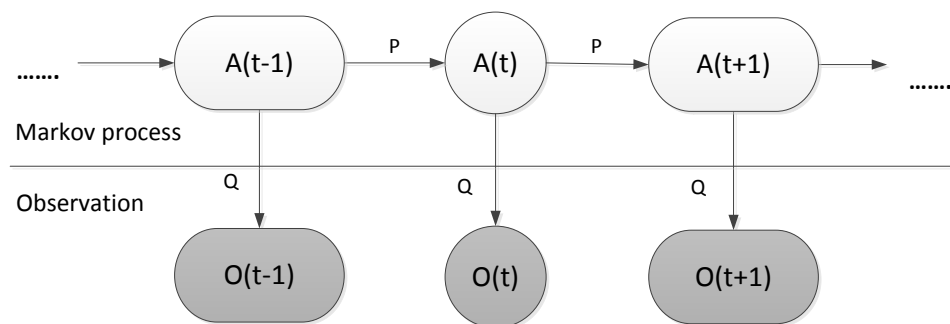 P P
……. A(t-1) A(t) A(t+1) …….
Markov process
Q Q Q
Observation
O(t-1) O(t) O(t+1)